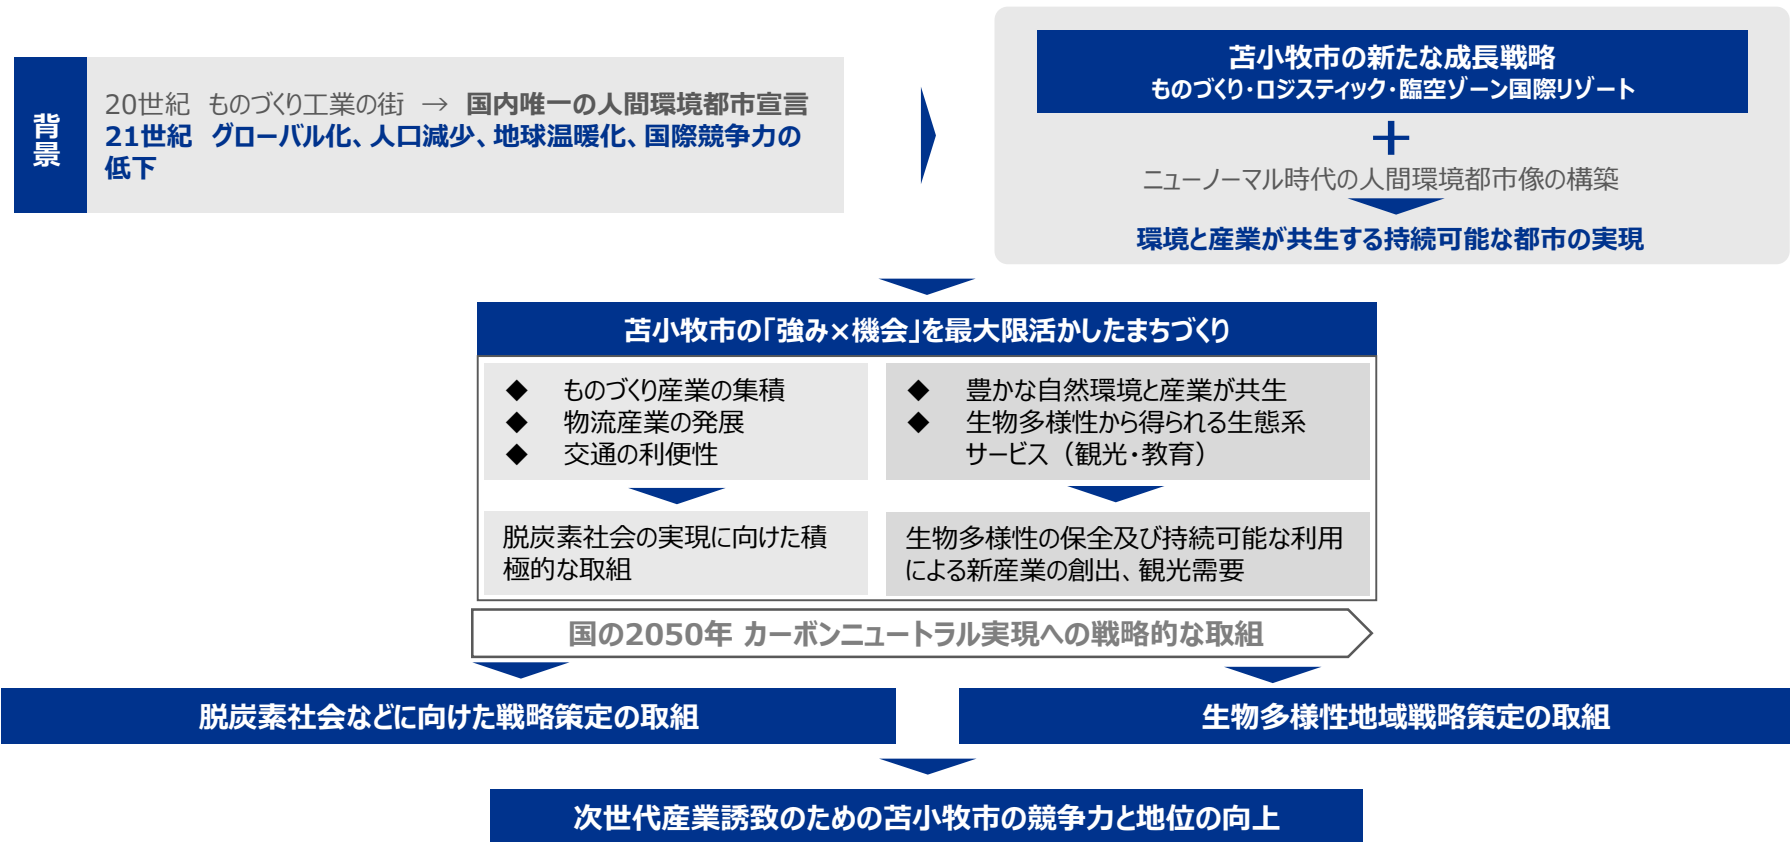 背景
20世紀 ものづくり工業の街 → 国内唯一の人間環境都市宣言
21世紀 グローバル化、人口減少、地球温暖化、国際競争力の
低下
苫小牧市の新たな成長戦略
ものづくり・ロジスティック・臨空ゾーン国際リゾート
＋
ニューノーマル時代の人間環境都市像の構築
環境と産業が共生する持続可能な都市の実現
苫小牧市の「強み×機会」を最大限活かしたまちづくり
◆ ものづくり産業の集積
◆ 物流産業の発展
◆ 交通の利便性
◆ 豊かな自然環境と産業が共生
◆ 生物多様性から得られる生態系
サービス（観光・教育）
脱炭素社会の実現に向けた積
極的な取組
生物多様性の保全及び持続可能な利用
による新産業の創出、観光需要
国の2050年 カーボンニュートラル実現への戦略的な取組
脱炭素社会などに向けた戦略策定の取組
生物多様性地域戦略策定の取組
次世代産業誘致のための苫小牧市の競争力と地位の向上